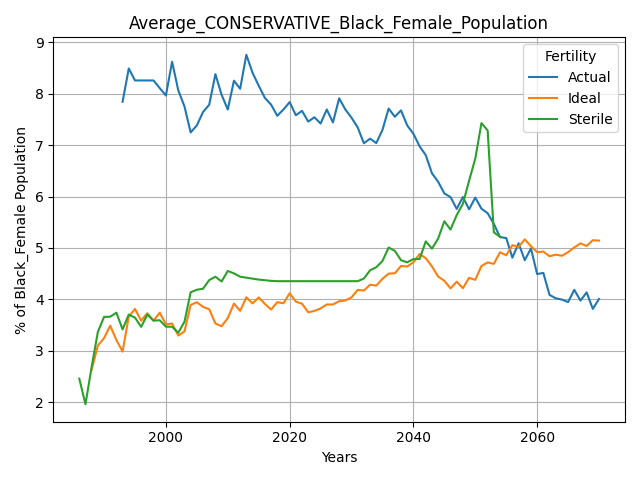 Average_CONSERVATIVE_Black_Female_Population
Fertility
Actual
Ideal
Sterile
% of Black_Female Population
9
8
7
6
5
4
3
2
2000
2020
2040
2060
Years